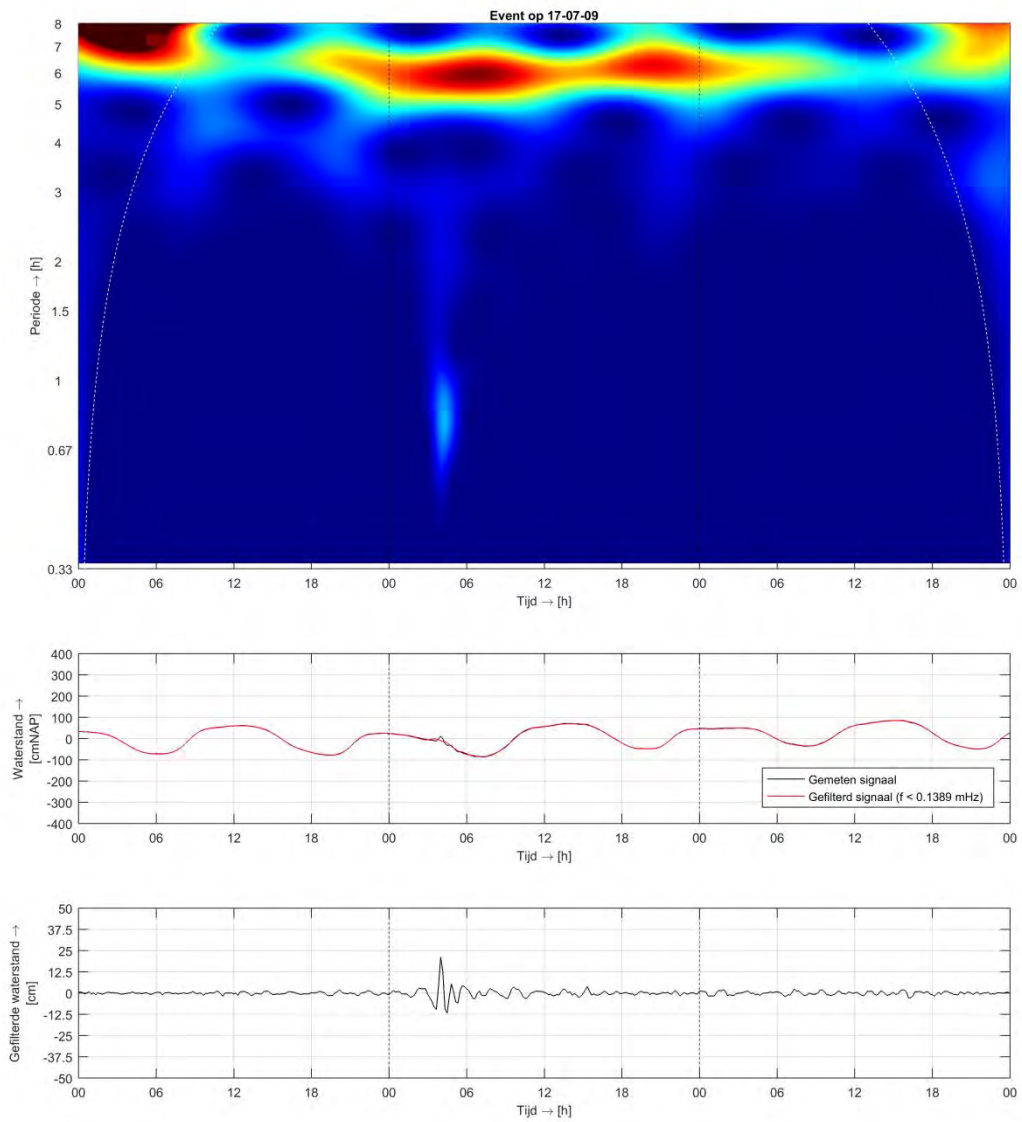 Event op 17-07-09
8
7
6
5
4
3
2
1.5
1
0.67
0.33
Periode → [h]
00 06 12 18 00 06 12 18 00 06 12 18 00
Tijd → [h]
400
300
200
100
0
-100
-200
-300
-400
Waterstand →
[cmNAP]
Gemeten signaal
Gefilterd signaal (f < 0.1389 mHz)
00 06 12 18 00 06 12 18 00 06 12 18 00
Tijd → [h]
50
37.5
25
12.5
0
-12.5
-25
-37.5
-50
Gefilterde waterstand →
[cm]
00 06 12 18 00 06 12 18 00 06 12 18 00
Tijd → [h]